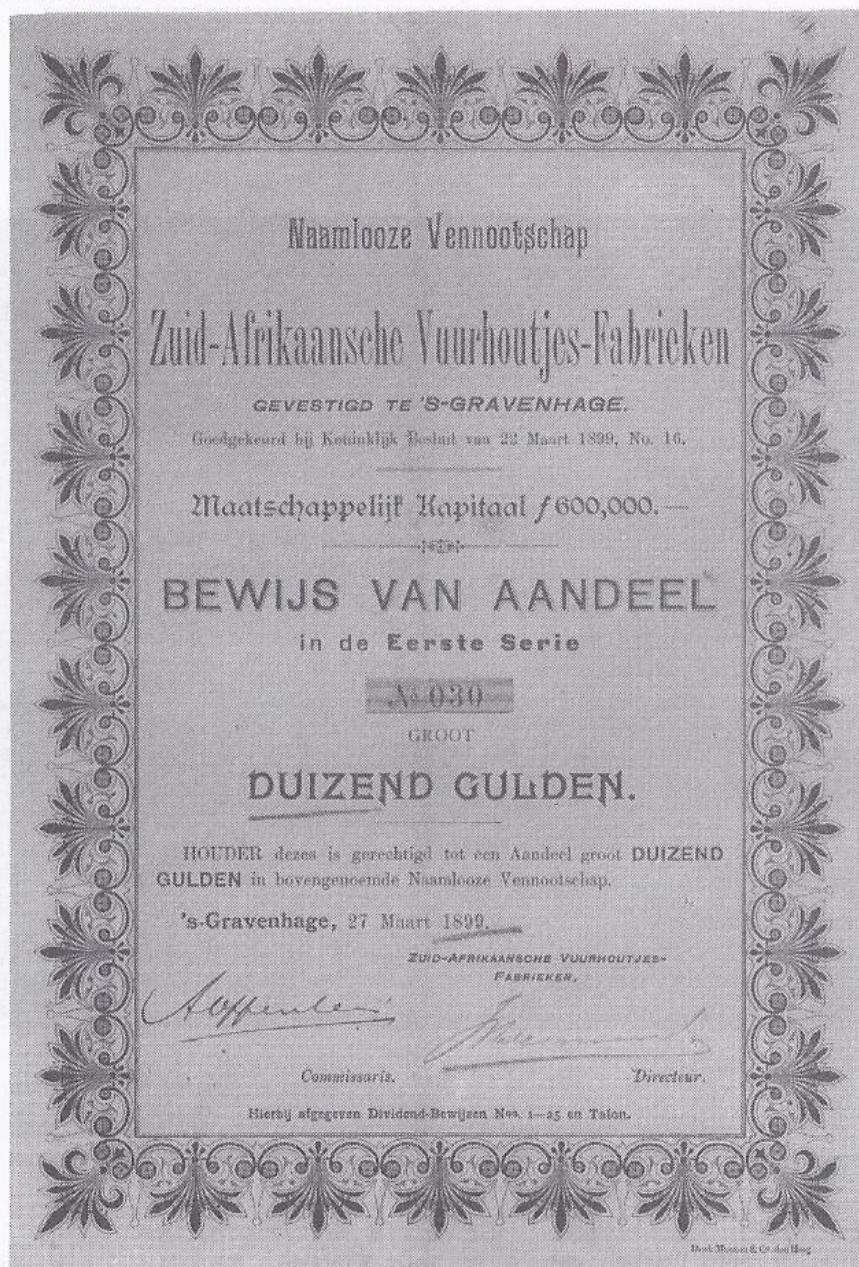 Naamlooze Vennootschap
Zuid-Afrikaansche Vuurhoutjes-Fabrieken
GEVESTIGD TE 'S-GRAVENHAGE.
Goedgekeurd bij Koninklijk Besluit van 22 Maart 1899, No. 16.
Maatschappelijk Kapitaal f 600,000.—
BEWIJS VAN AANDEEL
in de Eerste Serie
No 030
GROOT
DUIZEND GULDEN.
HOUDER dezes is gerechtigd tot een Aandeel groot DUIZEND
GULDEN in bovengenoemde Naamlooze Vennootschap.
's-Gravenhage, 27 Maart 1899.
ZUID-AFRIKAANSCHE VUURHOUTJES-
FABRIEKEN,
Commissaris. Directeur.
Hierbij afgegeven Dividend-Bewijzen Nos. 1—25 en Talon.